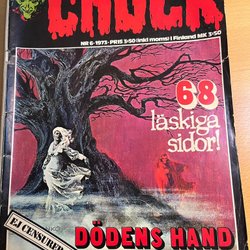 CHOCK
NR 6-1973-PRIS 3:50 (inkl moms) I Finland MK 3:50
68
läskiga
sidor!
EJ CENSURERAD
DÖDENS HAND